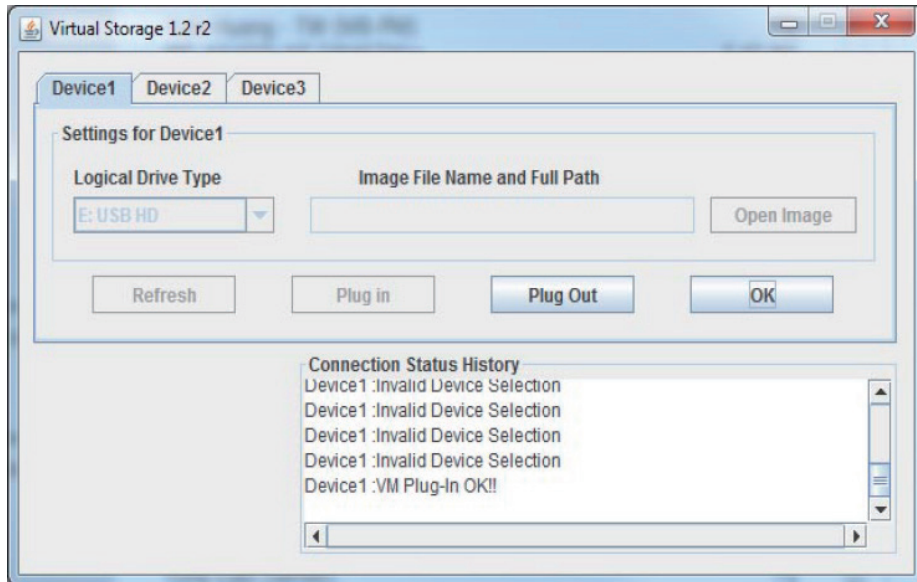 Virtual Storage 1.2 r2
Device1 Device2 Device3
Settings for Device1
Logical Drive Type Image File Name and Full Path
E: USB HD Open Image
Refresh Plug in Plug Out OK
Connection Status History
Device1 :Invalid Device Selection
Device1 :Invalid Device Selection
Device1 :Invalid Device Selection
Device1 :Invalid Device Selection
Device1 :VM Plug-In OK!!